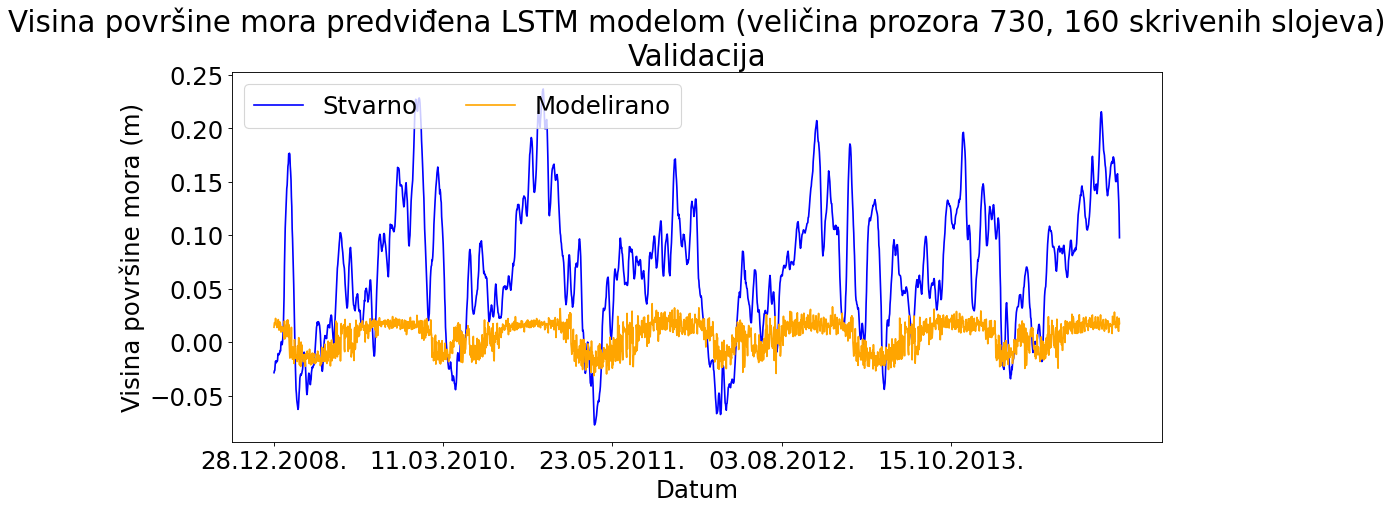 Visina površine mora predviđena LSTM modelom (veličina prozora 730, 160 skrivenih slojeva)
Validacija
Stvarno Modelirano
Visina površine mora (m)
0.25
0.20
0.15
0.10
0.05
0.00
−0.05
28.12.2008. 11.03.2010. 23.05.2011. 03.08.2012. 15.10.2013.
Datum